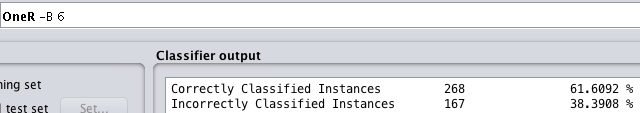 OneR -B 6
Classifier output
ning set
Correctly Classified Instances 268 61.6092 %
Incorrectly Classified Instances 167 38.3908 %
d test set Set...